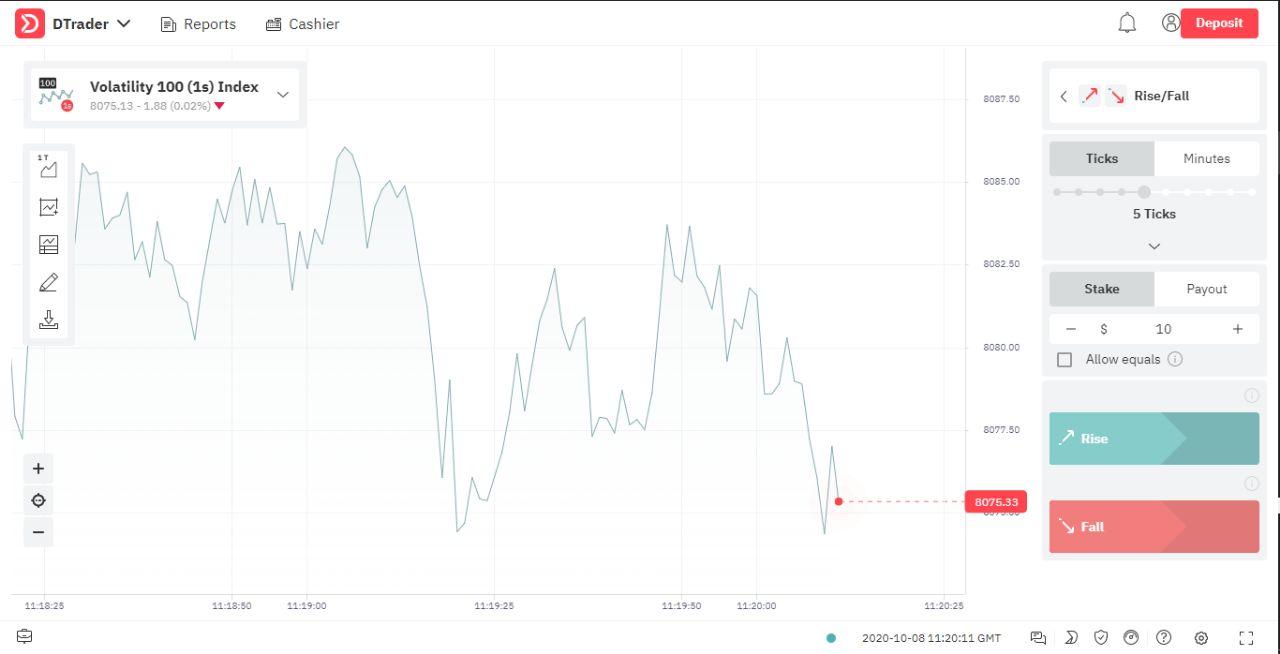 DTrader
Reports
Cashier
Deposit
100
Volatility 100 (1s) Index
1s
8075.13 - 1.88 (0.02%)
1T
8087.50
8085.00
8082.50
8080.00
8077.50
8075.33
11:18:25
11:18:50
11:19:00
11:19:25
11:19:50
11:20:00
11:20:25
Rise/Fall
Ticks
Minutes
5 Ticks
Stake
Payout
− $ 10 +
Allow equals
Rise
Fall
+
−
2020-10-08 11:20:11 GMT